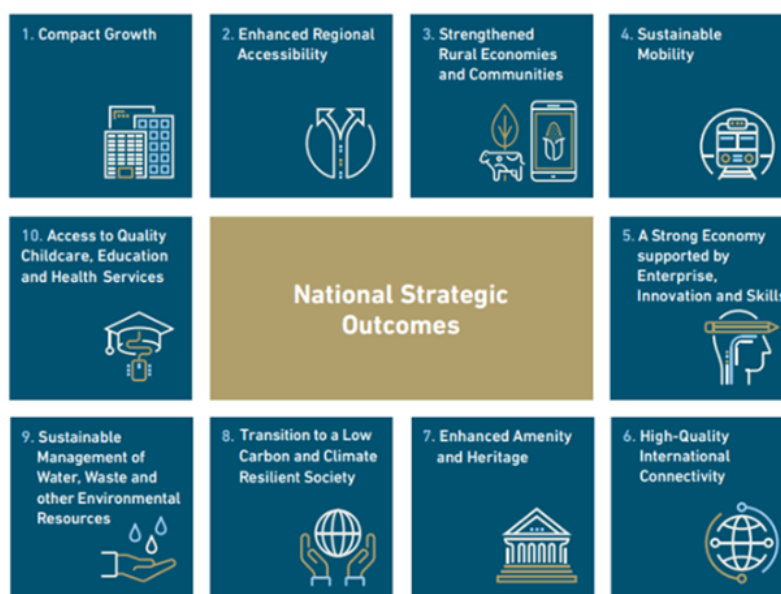 1. Compact Growth
2. Enhanced Regional
Accessibility
3. Strengthened
Rural Economies
and Communities
4. Sustainable
Mobility
10. Access to Quality
Childcare, Education
and Health Services
National Strategic
Outcomes
5. A Strong Economy
supported by
Enterprise,
Innovation and Skills
9. Sustainable
Management of
Water, Waste and
other Environmental
Resources
8. Transition to a Low
Carbon and Climate
Resilient Society
7. Enhanced Amenity
and Heritage
6. High-Quality
International
Connectivity